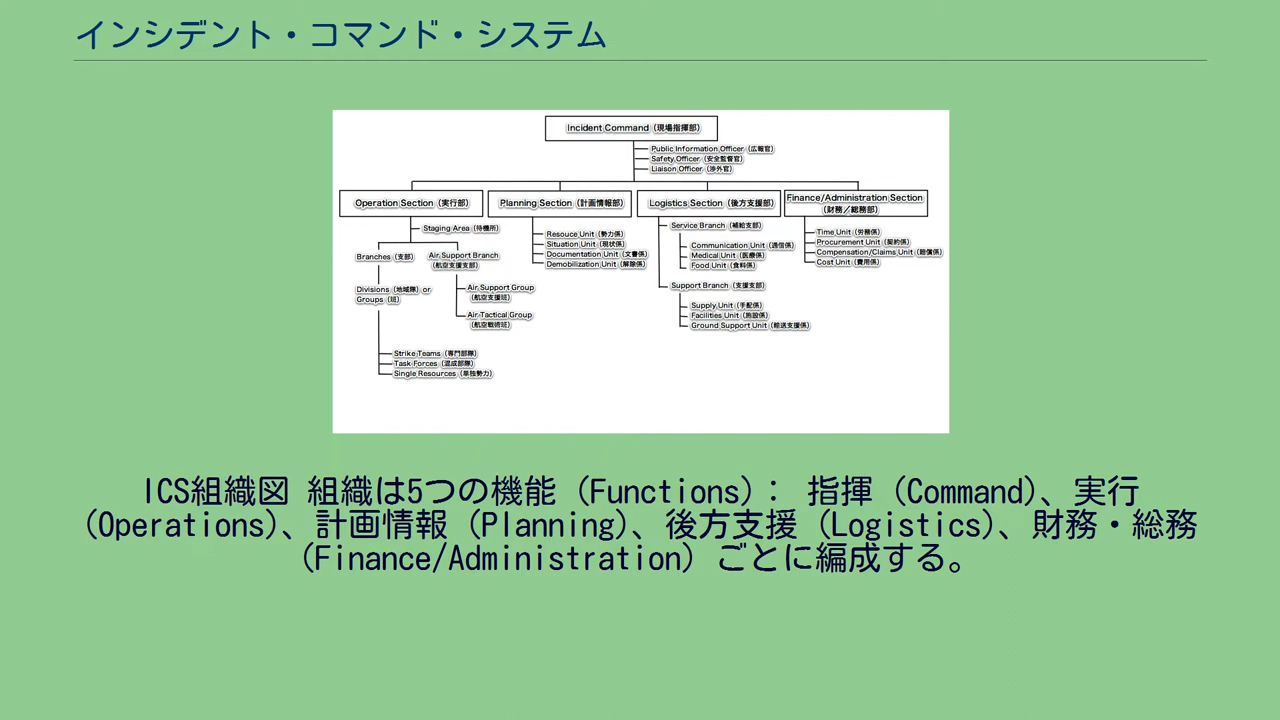 インシデント・コマンド・システム
Incident Command（現場指揮部）
Public Information Officer（広報官）
Safety Officer（安全監督官）
Liaison Officer（渉外官）
Operation Section（実行部）
Planning Section（計画情報部）
Logistics Section（後方支援部）
Finance/Administration Section
（財務／総務部）
Staging Area（待機所）
Branches（支部）
Air Support Branch
（航空支援支部）
Divisions（地域隊）or
Groups（班）
Air Support Group
（航空支援班）
Air Tactical Group
（航空戦術班）
Strike Teams（専門部隊）
Task Forces（混成部隊）
Single Resources（単独勢力）
Resouce Unit（勢力係）
Situation Unit（現状係）
Documentation Unit（文書係）
Demobilization Unit（解除係）
Service Branch（補給支部）
Communication Unit（通信係）
Medical Unit（医療係）
Food Unit（食料係）
Support Branch（支援支部）
Supply Unit（手配係）
Facilities Unit（施設係）
Ground Support Unit（輸送支援係）
Time Unit（労務係）
Procurement Unit（契約係）
Compensation/Claims Unit（賠償係）
Cost Unit（費用係）
ICS組織図 組織は5つの機能（Functions）： 指揮（Command）、実行
（Operations）、計画情報（Planning）、後方支援（Logistics）、財務・総務
（Finance/Administration）ごとに編成する。